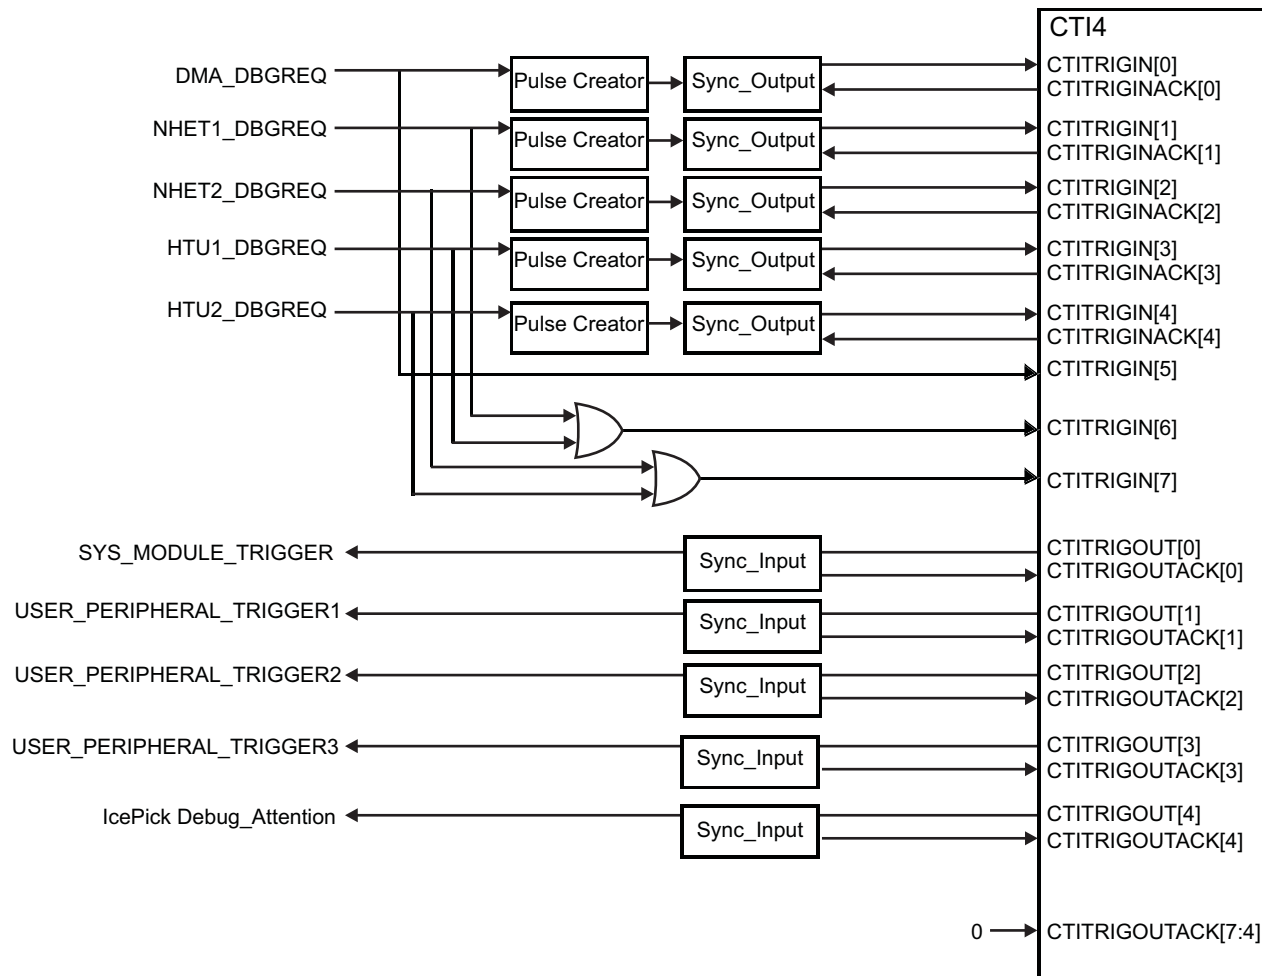 CTI4
DMA_DBGREQ
Pulse Creator
Sync_Output
CTITRIGIN[0]
CTITRIGINACK[0]
NHET1_DBGREQ
Pulse Creator
Sync_Output
CTITRIGIN[1]
CTITRIGINACK[1]
NHET2_DBGREQ
Pulse Creator
Sync_Output
CTITRIGIN[2]
CTITRIGINACK[2]
HTU1_DBGREQ
Pulse Creator
Sync_Output
CTITRIGIN[3]
CTITRIGINACK[3]
HTU2_DBGREQ
Pulse Creator
Sync_Output
CTITRIGIN[4]
CTITRIGINACK[4]
CTITRIGIN[5]
CTITRIGIN[6]
CTITRIGIN[7]
SYS_MODULE_TRIGGER
Sync_Input
CTITRIGOUT[0]
CTITRIGOUTACK[0]
USER_PERIPHERAL_TRIGGER1
Sync_Input
CTITRIGOUT[1]
CTITRIGOUTACK[1]
USER_PERIPHERAL_TRIGGER2
Sync_Input
CTITRIGOUT[2]
CTITRIGOUTACK[2]
USER_PERIPHERAL_TRIGGER3
Sync_Input
CTITRIGOUT[3]
CTITRIGOUTACK[3]
IcePick Debug_Attention
Sync_Input
CTITRIGOUT[4]
CTITRIGOUTACK[4]
0
CTITRIGOUTACK[7:4]